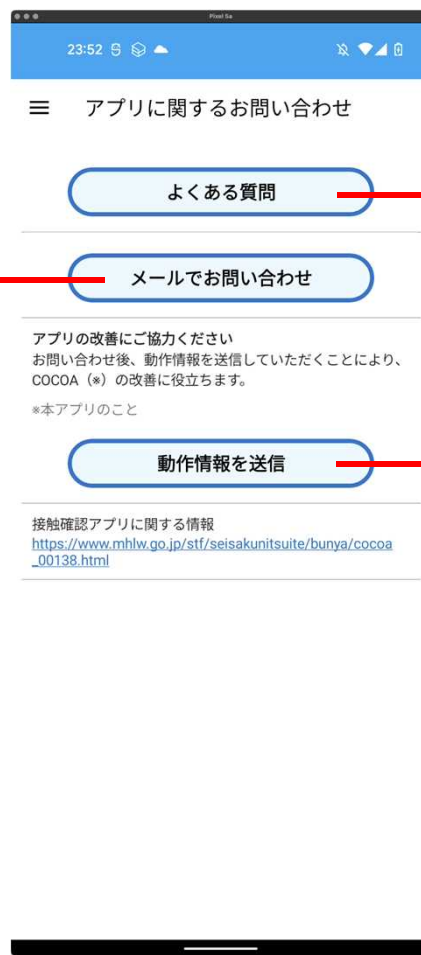 Pixel 5a
23:52
アプリに関するお問い合わせ
よくある質問
メールでお問い合わせ
アプリの改善にご協力ください
お問い合わせ後、動作情報を送信していただくことにより、
COCOA（※）の改善に役立ちます。
※本アプリのこと
動作情報を送信
接触確認アプリに関する情報
https://www.mhlw.go.jp/stf/seisakunitsuite/bunya/cocoa
_00138.html